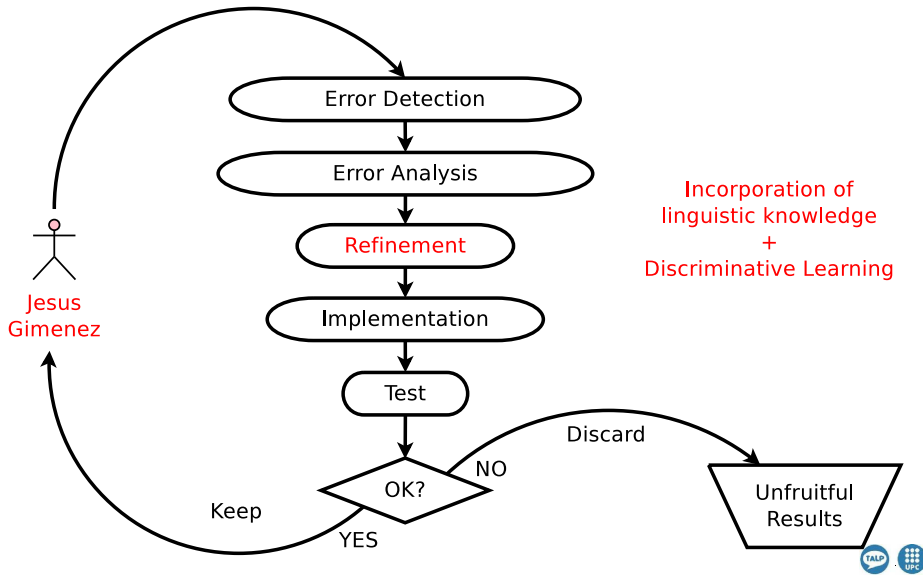 Error Detection
Error Analysis
Refinement
Implementation
Test
OK?
NO
YES
Discard
Keep
Unfruitful
Results
Jesus
Gimenez
Incorporation of
linguistic knowledge
+
Discriminative Learning
TALP
UPC